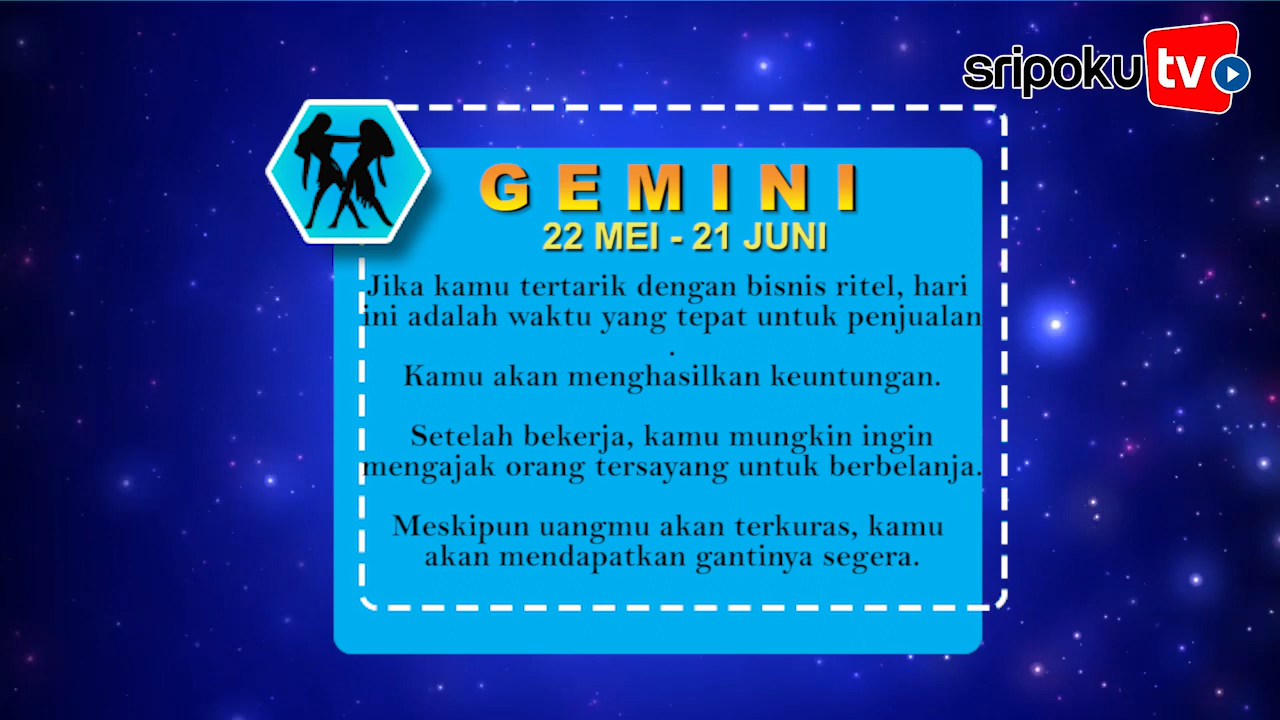 sripoku tv
GEMINI
22 MEI - 21 JUNI
Jika kamu tertarik dengan bisnis ritel, hari
ini adalah waktu yang tepat untuk penjualan
.
Kamu akan menghasilkan keuntungan.
Setelah bekerja, kamu mungkin ingin
mengajak orang tersayang untuk berbelanja.
Meskipun uangmu akan terkuras, kamu
akan mendapatkan gantinya segera.